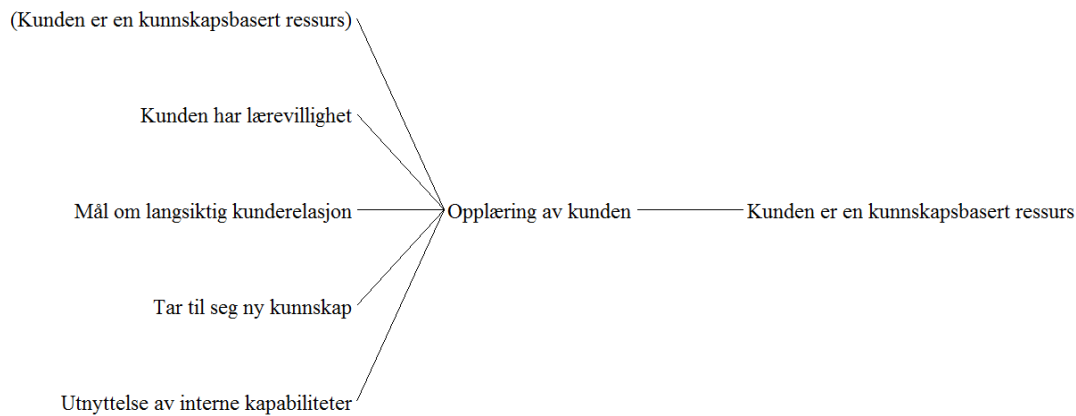 (Kunden er en kunnskapsbasert ressurs)
Kunden har lærevillighet
Mål om langsiktig kunderelasjon
Opplæring av kunden
Kunden er en kunnskapsbasert ressurs
Tar til seg ny kunnskap
Utnyttelse av interne kapabiliteter